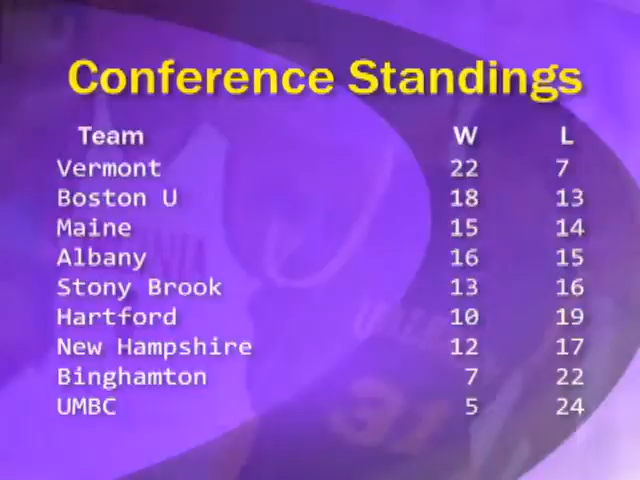 Conference Standings
Team W L
Vermont 22 7
Boston U 18 13
Maine 15 14
Albany 16 15
Stony Brook 13 16
Hartford 10 19
New Hampshire 12 17
Binghamton 7 22
UMBC 5 24
31